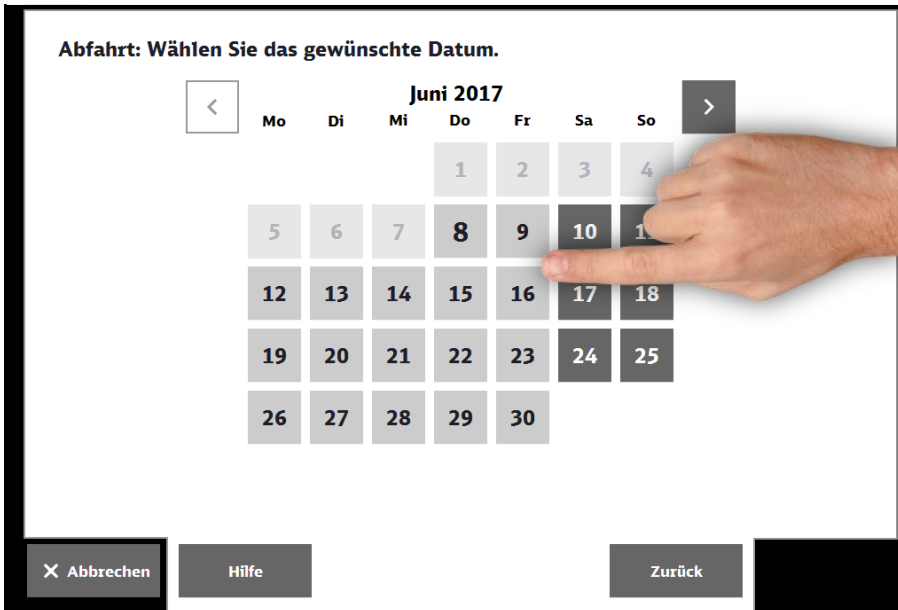 Abfahrt: Wählen Sie das gewünschte Datum.
Juni 2017
Mo Di Mi Do Fr Sa So
1 2 3 4
5 6 7 8 9 10 11
12 13 14 15 16 17 18
19 20 21 22 23 24 25
26 27 28 29 30
Abbrechen Hilfe Zurück